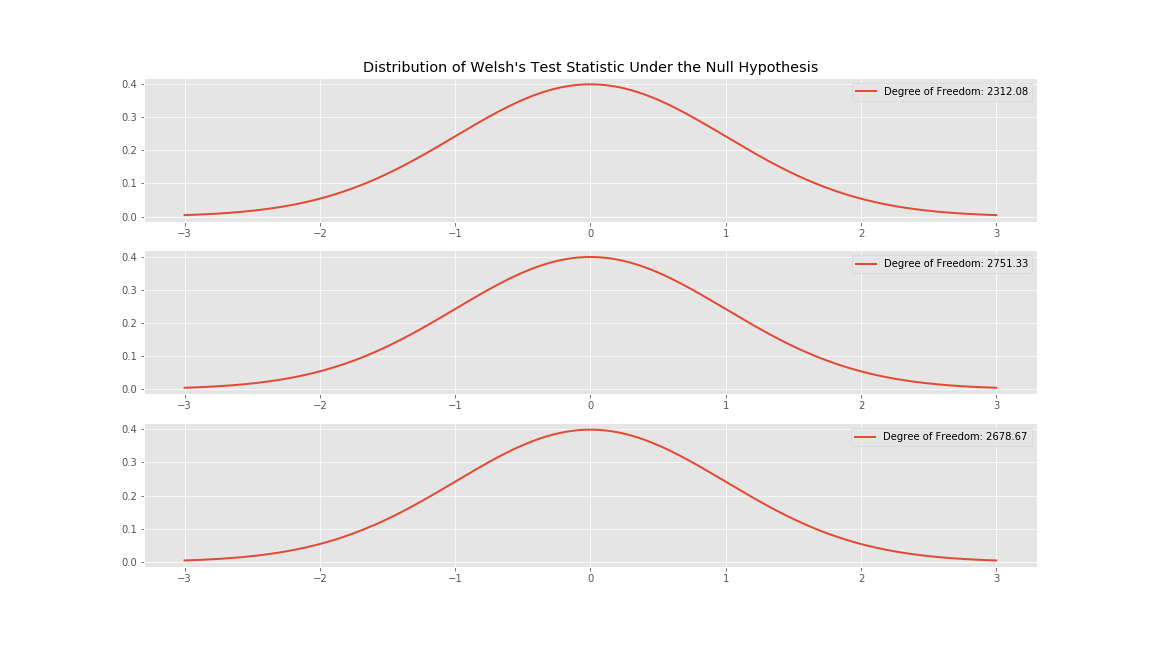 Distribution of Welsh's Test Statistic Under the Null Hypothesis
0.4
0.3
0.2
0.1
0.0
Degree of Freedom: 2312.08
−3 −2 −1 0 1 2 3
0.4
0.3
0.2
0.1
0.0
Degree of Freedom: 2751.33
−3 −2 −1 0 1 2 3
0.4
0.3
0.2
0.1
0.0
Degree of Freedom: 2678.67
−3 −2 −1 0 1 2 3